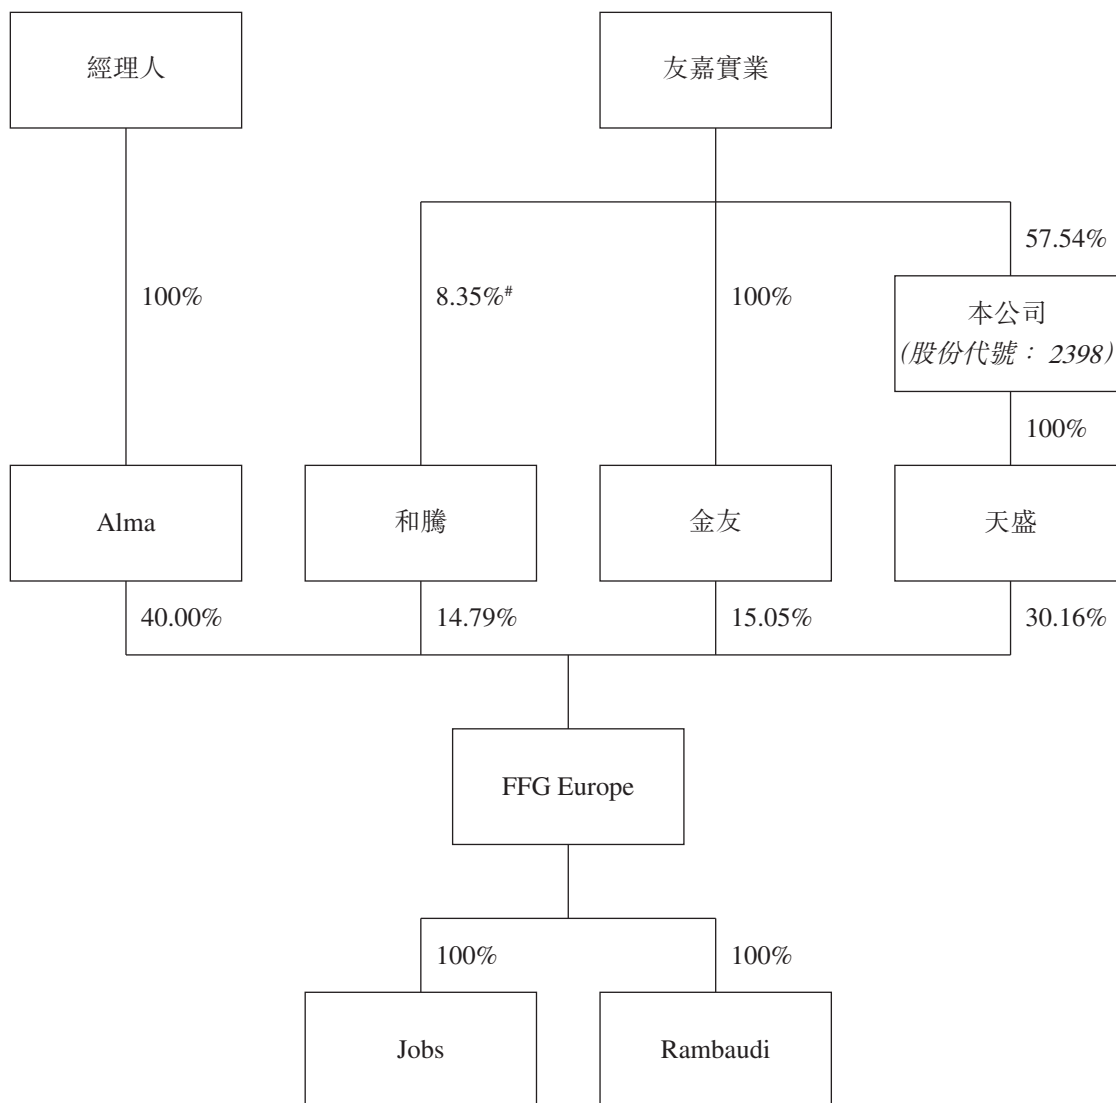 經理人
友嘉實業
57.54%
100%
8.35%#
100%
本公司
(股份代號： 2398)
100%
Alma
和騰
金友
天盛
40.00%
14.79%
15.05%
30.16%
FFG Europe
100%
100%
Jobs
Rambaudi